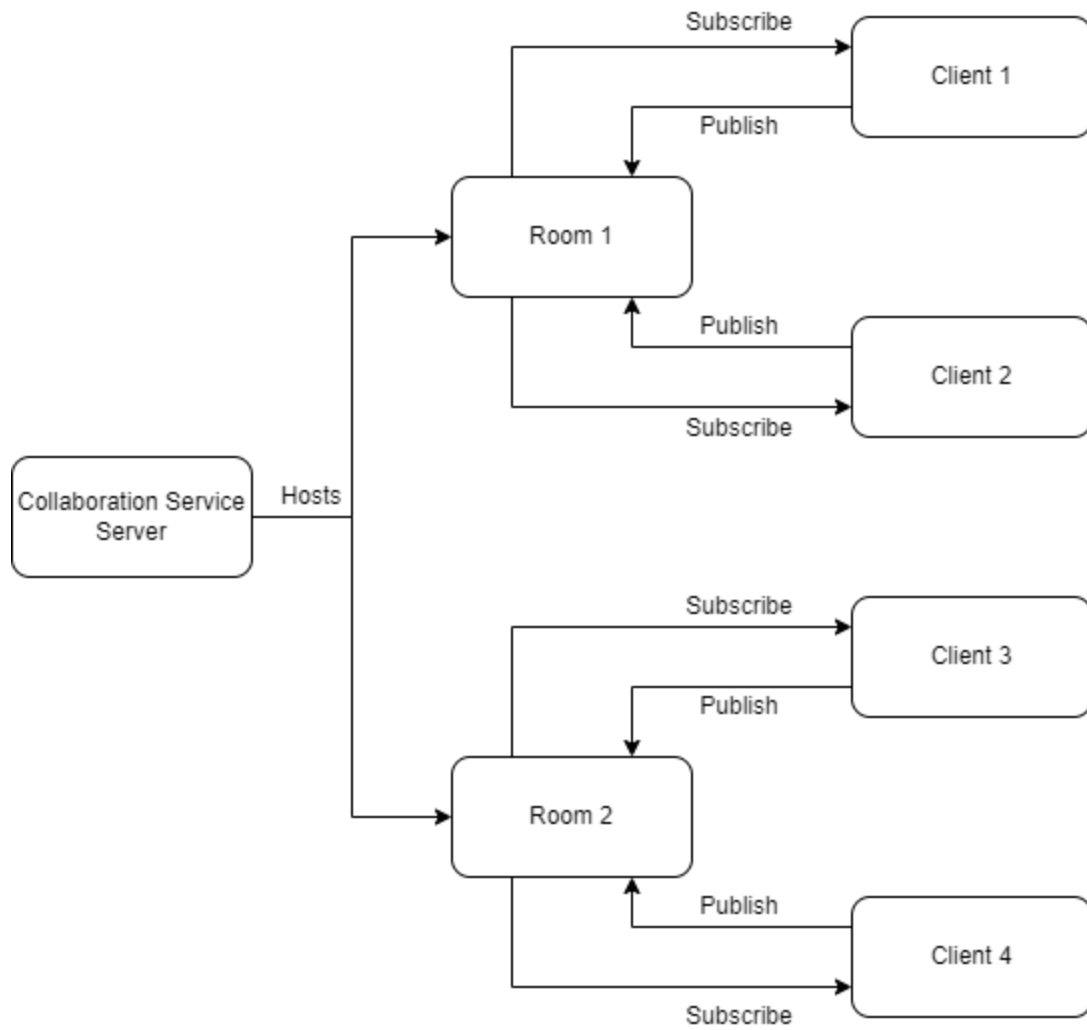 Subscribe
Client 1
Publish
Room 1
Publish
Client 2
Subscribe
Collaboration Service
Server
Hosts
Subscribe
Client 3
Publish
Room 2
Publish
Client 4
Subscribe